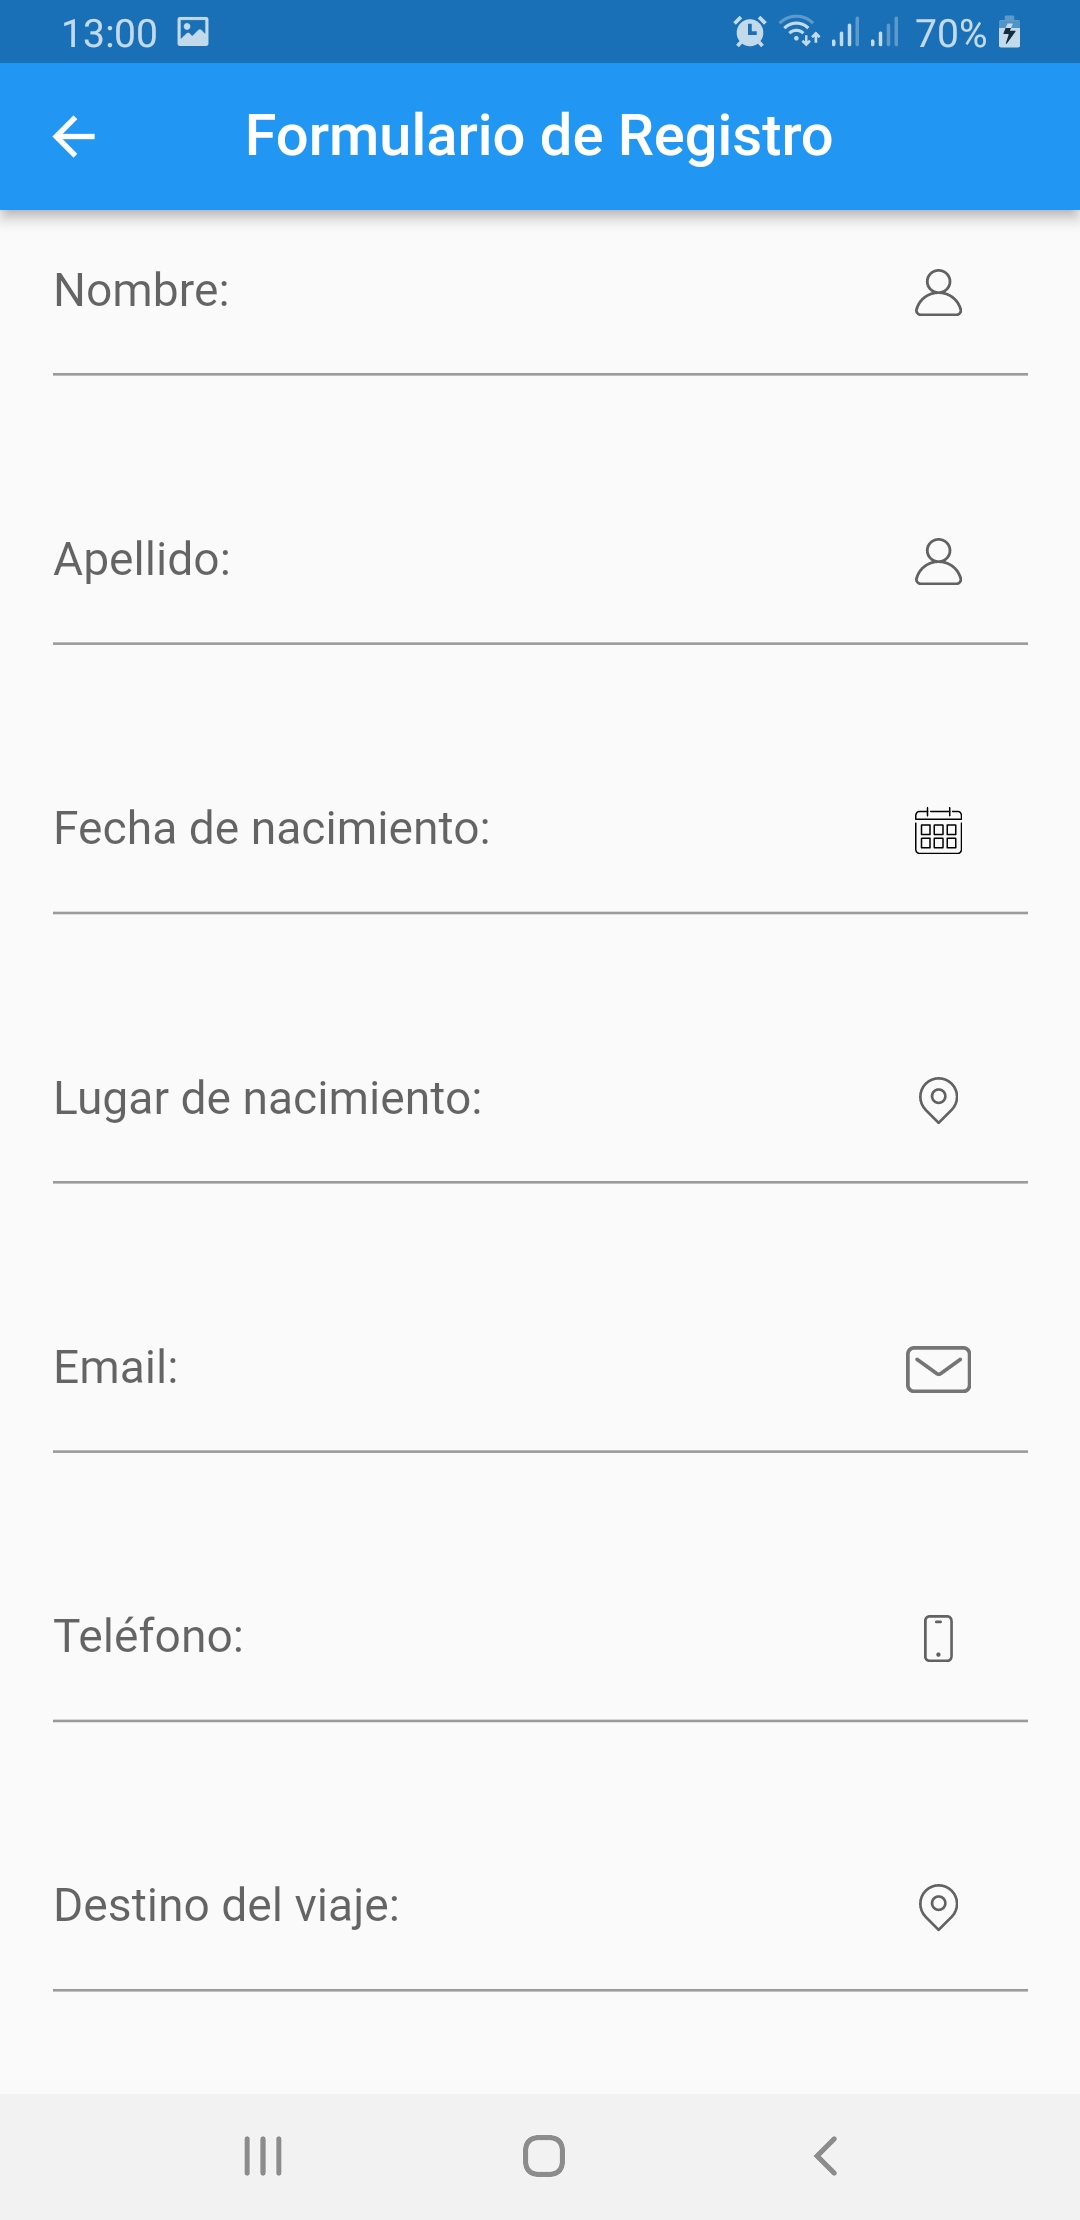 13:00
70%
Formulario de Registro
Nombre:
Apellido:
Fecha de nacimiento:
Lugar de nacimiento:
Email:
Teléfono:
Destino del viaje: